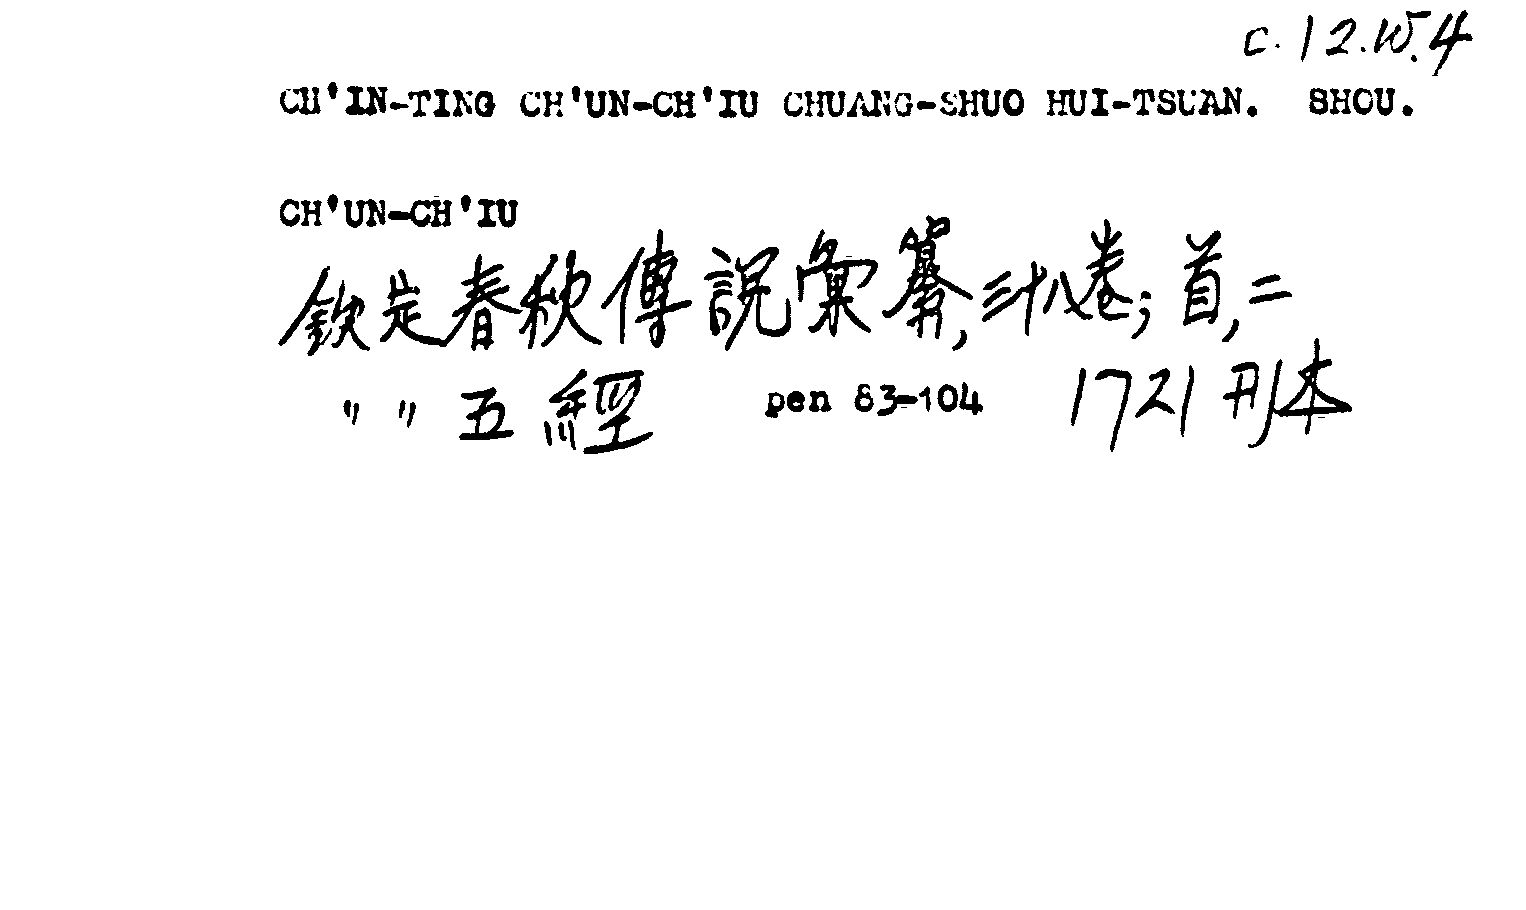 c.12.w.4
CH'IN-TING CH'UN-CH'IU CHUANG-SHUO HUI-TSUAN. SHOU.
CH'UN-CH'IU
欽定春秋傳說彙纂,三十八卷;首,二
" " 五經 pen 83-104 1721 刊本